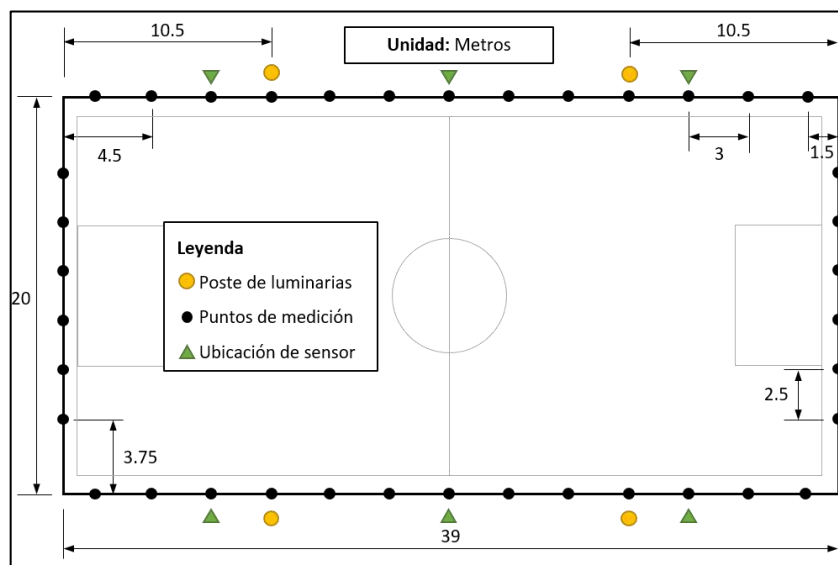 10.5
Unidad: Metros
10.5
4.5
3
1.5
Leyenda
Poste de luminarias
Puntos de medición
Ubicación de sensor
20
2.5
3.75
39